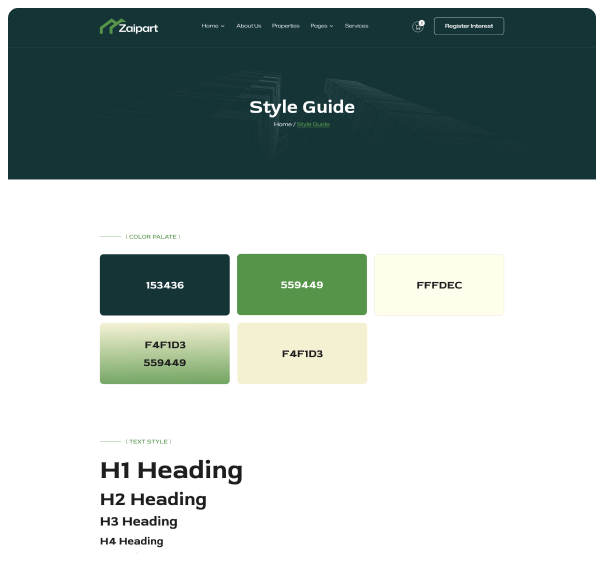 Zaipart
Home About Us Properties Pages Services
Register Interest
Style Guide
Home / Style Guide
[ COLOR PALATE ]
153436
559449
FFFDEC
F4F1D3
559449
F4F1D3
[ TEXT STYLE ]
H1 Heading
H2 Heading
H3 Heading
H4 Heading